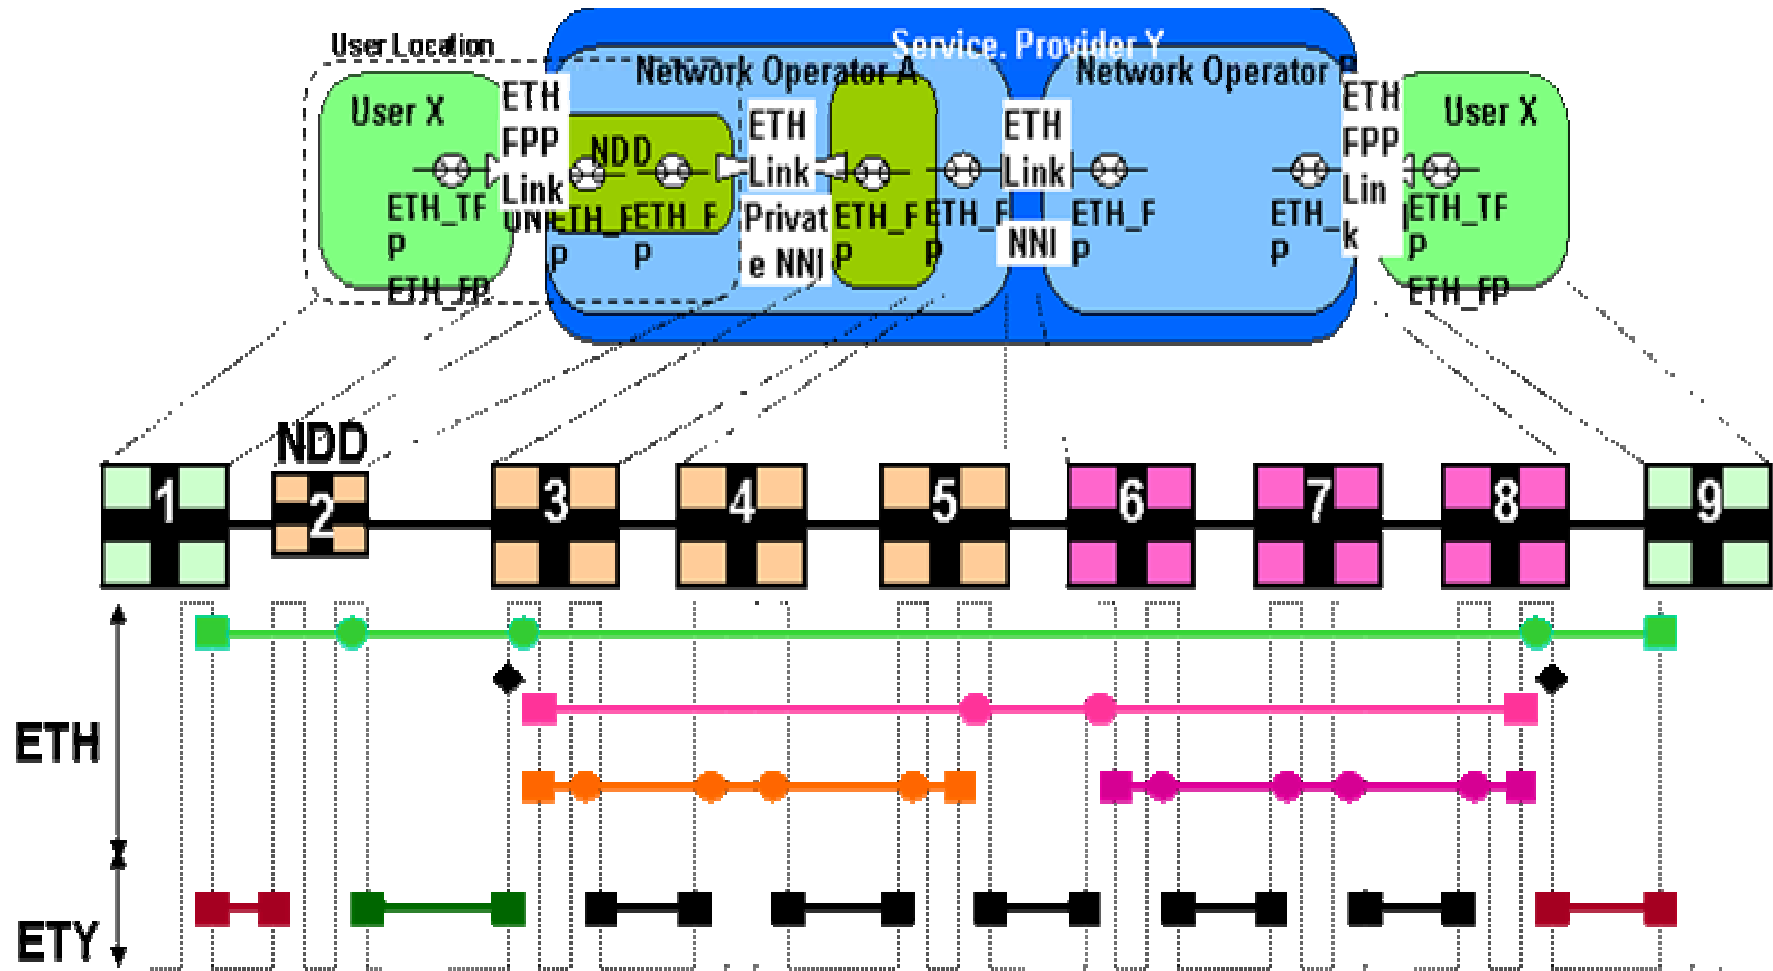 Service. Provider Y
User Location
Network Operator A
Network Operator
User X
ETH
FPP
Link
UNI
NDD
ETH
Link
Privat
e NNI
ETH
Link
NNI
ETH
FPP
Lin
k
User X
ETH_TF
P
ETH_FP
ETH_F
P
ETH_F
P
ETH_F
P
ETH_F
P
ETH_F
P
ETH_
P
ETH_TF
P
ETH_FP
NDD
1
2
3
4
5
6
7
8
9
ETH
ETY